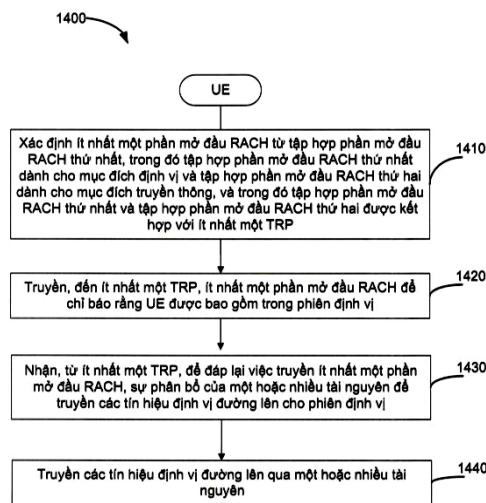 1400
UE
Xác định ít nhất một phần mở đầu RACH từ tập hợp phần mở đầu
RACH thứ nhất, trong đó tập hợp phần mở đầu RACH thứ nhất
dành cho mục đích định vị và tập hợp phần mở đầu RACH thứ hai
dành cho mục đích truyền thông, và trong đó tập hợp phần mở đầu
RACH thứ nhất và tập hợp phần mở đầu RACH thứ hai được kết
hợp với ít nhất một TRP
1410
Truyền, đến ít nhất một TRP, ít nhất một phần mở đầu RACH để
chỉ báo rằng UE được bao gồm trong phiên định vị
1420
Nhận, từ ít nhất một TRP, để đáp lại việc truyền ít nhất một phần
mở đầu RACH, sự phân bổ của một hoặc nhiều tài nguyên để
truyền các tín hiệu định vị đường lên cho phiên định vị
1430
Truyền các tín hiệu định vị đường lên qua một hoặc nhiều tài
nguyên
1440